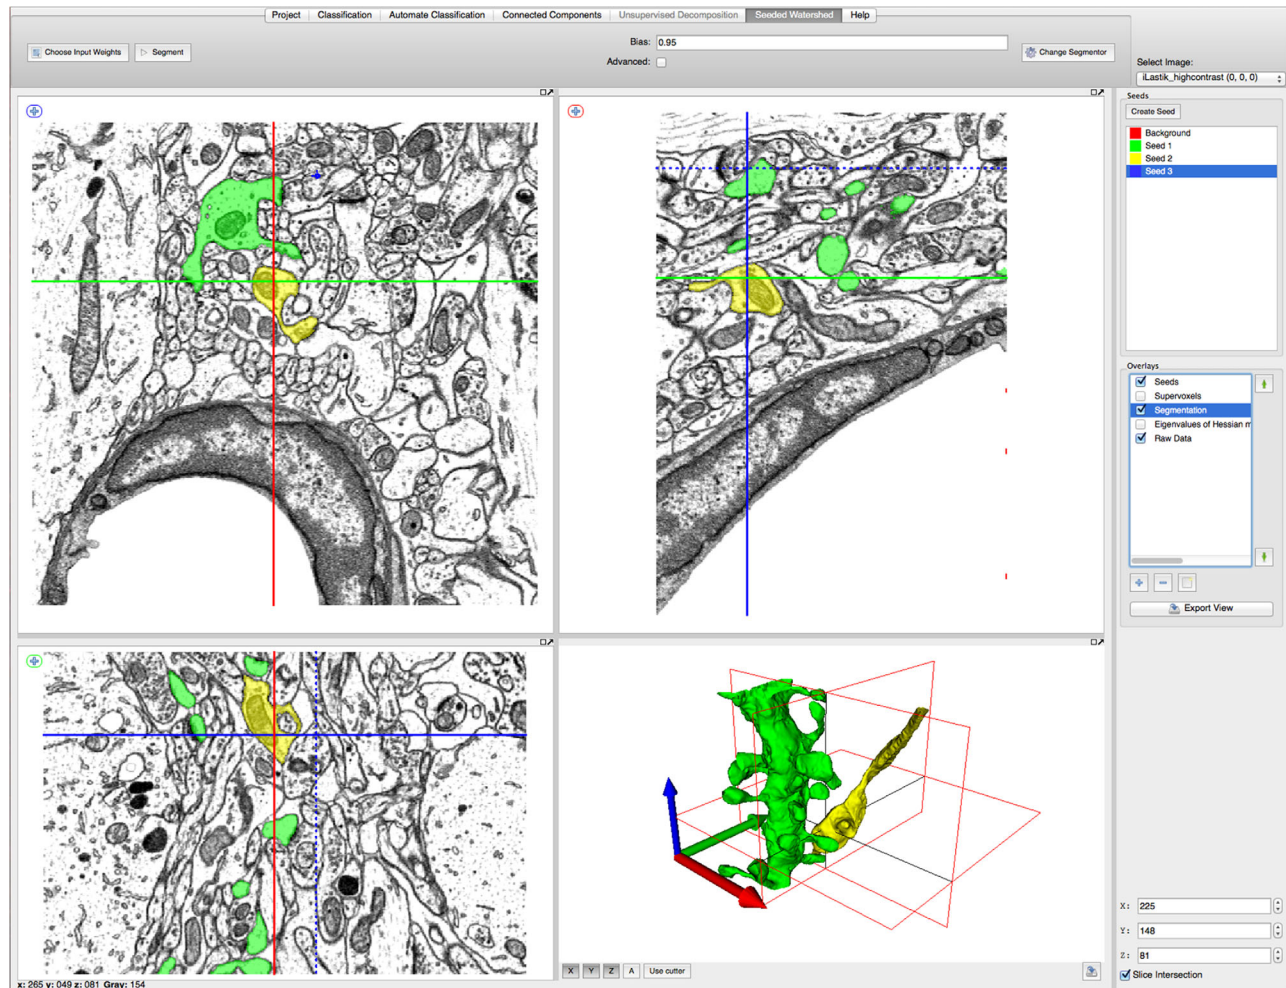 Project Classification Automate Classification Connected Components Unsupervised Decomposition Seeded Watershed Help
Choose Input Weights Segment
Bias: 0.95
Advanced:
Change Segmentor
Select Image:
iLastik_highcontrast (0, 0, 0)
Seeds
Create Seed
Background
Seed 1
Seed 2
Seed 3
Overlays
Seeds
Supervoxels
Segmentation
Eigenvalues of Hessian m
Raw Data
Export View
X: 225
Y: 148
Z: 81
Slice Intersection
X Y Z A Use cutter
x: 265 y: 049 z: 081 Gray: 154